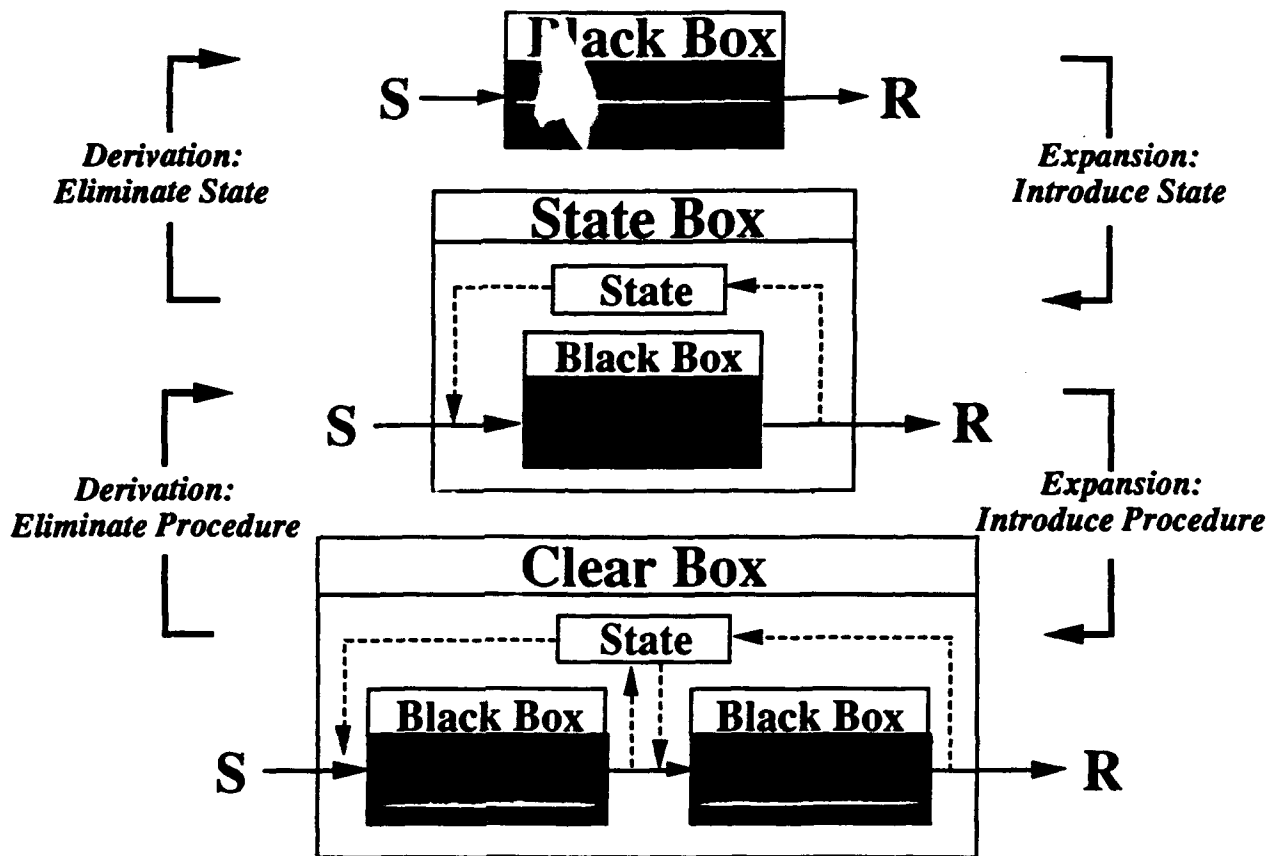 Black Box
S
R
Derivation:
Eliminate State
Expansion:
Introduce State
State Box
State
Black Box
S
R
Derivation:
Eliminate Procedure
Expansion:
Introduce Procedure
Clear Box
State
Black Box
Black Box
S
R